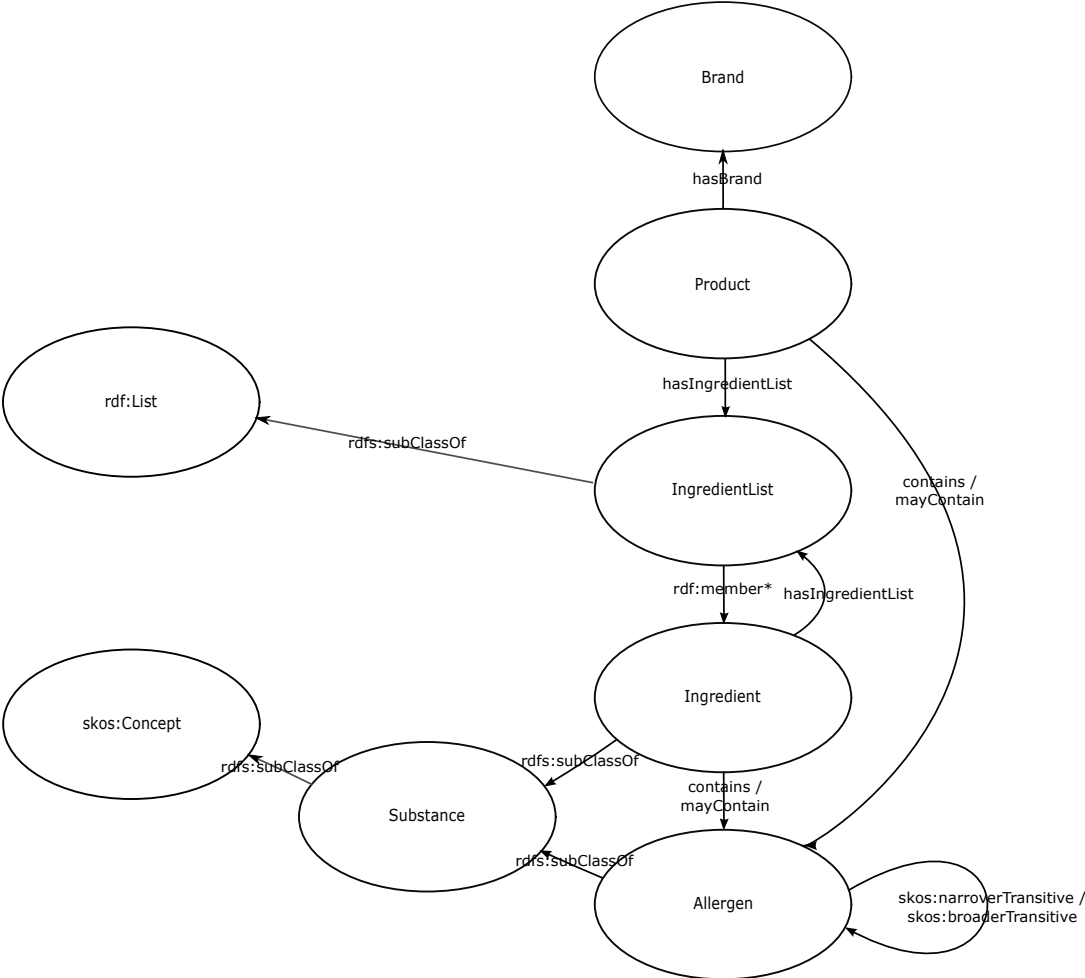 Brand
hasBrand
Product
hasIngredientList
rdf:List
rdfs:subClassOf
IngredientList
contains /
mayContain
rdf:member*
hasIngredientList
Ingredient
skos:Concept
rdfs:subClassOf
rdfs:subClassOf
contains /
mayContain
Substance
rdfs:subClassOf
Allergen
skos:narroverTransitive /
skos:broaderTransitive